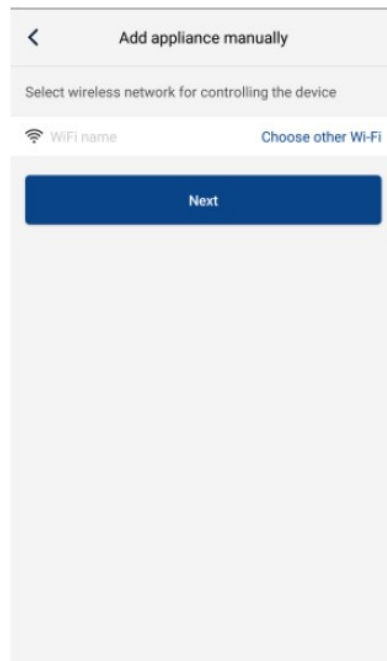 Add appliance manually
Select wireless network for controlling the device
WiFi name Choose other Wi-Fi
Next